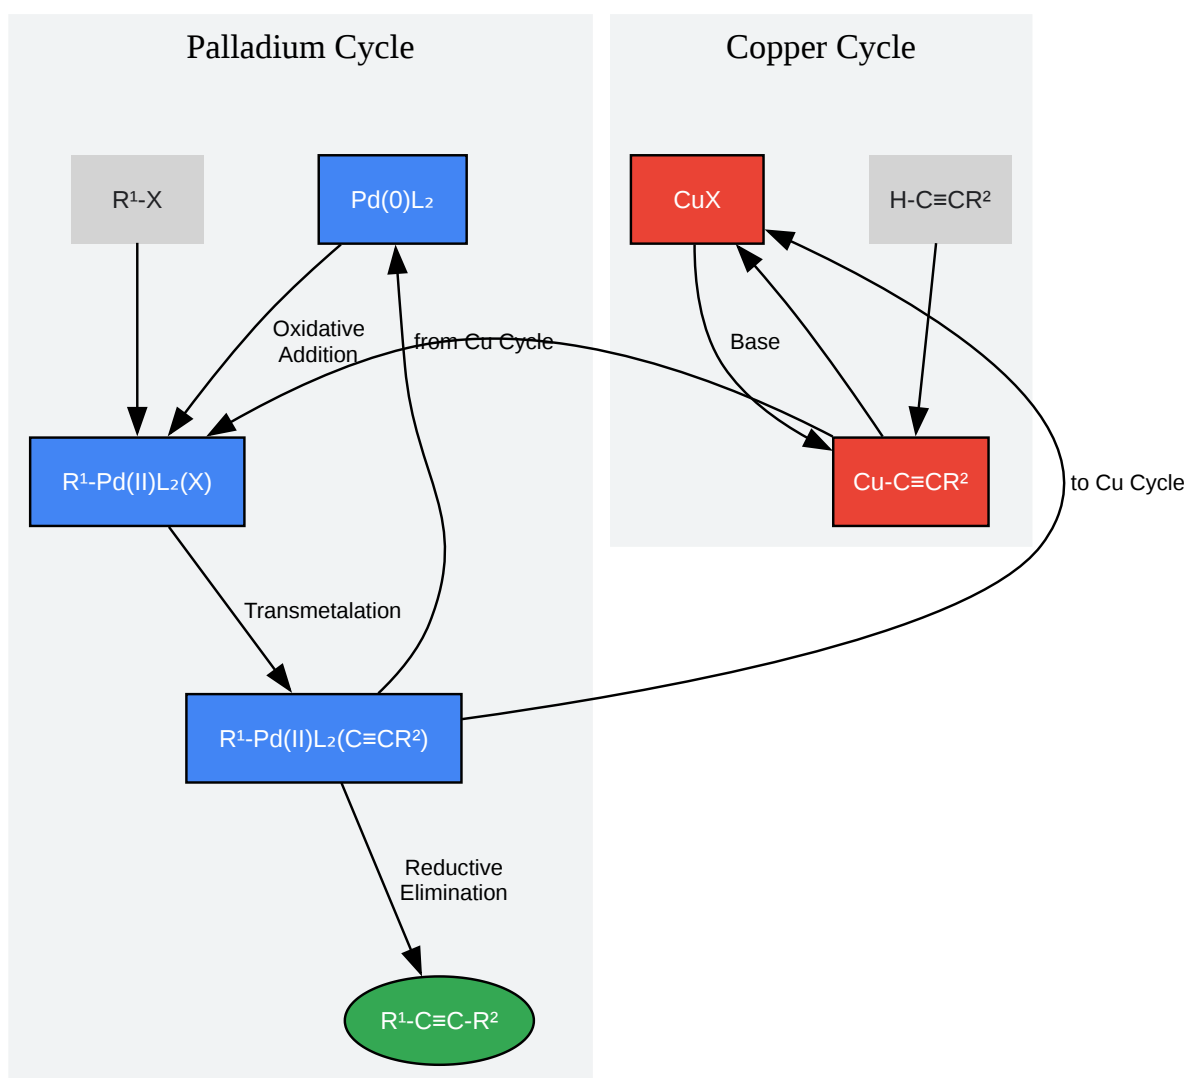 Palladium Cycle
Copper Cycle
R¹-X
Pd(0)L₂
CuX
H-C≡CR²
Oxidative
Addition
from Cu Cycle
Base
R¹-Pd(II)L₂(X)
Cu-C≡CR²
to Cu Cycle
Transmetalation
R¹-Pd(II)L₂(C≡CR²)
Reductive
Elimination
R¹-C≡C-R²